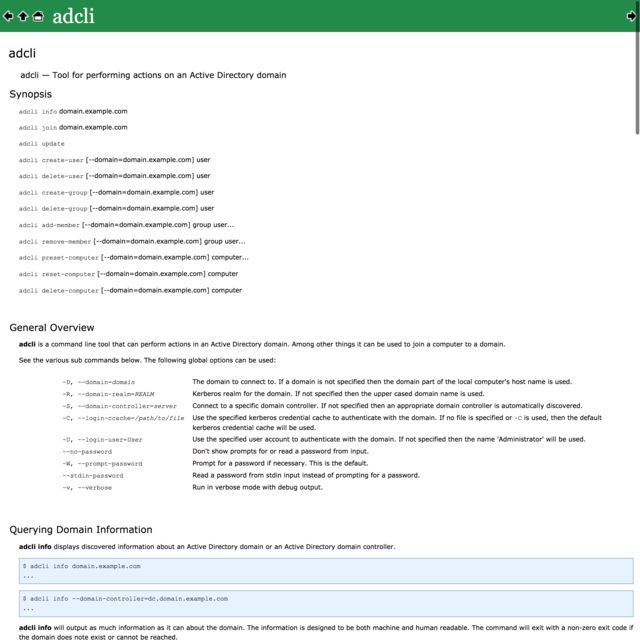 adcli
adcli
adcli — Tool for performing actions on an Active Directory domain
Synopsis
adcli info domain.example.com
adcli join domain.example.com
adcli update
adcli create-user [--domain=domain.example.com] user
adcli delete-user [--domain=domain.example.com] user
adcli create-group [--domain=domain.example.com] user
adcli delete-group [--domain=domain.example.com] user
adcli add-member [--domain=domain.example.com] group user...
adcli remove-member [--domain=domain.example.com] group user...
adcli preset-computer [--domain=domain.example.com] computer...
adcli reset-computer [--domain=domain.example.com] computer
adcli delete-computer [--domain=domain.example.com] computer
General Overview
adcli is a command line tool that can perform actions in an Active Directory domain. Among other things it can be used to join a computer to a domain.
See the various sub commands below. The following global options can be used:
-D, --domain=domain The domain to connect to. If a domain is not specified then the domain part of the local computer's host name is used.
-R, --domain-realm=REALM Kerberos realm for the domain. If not specified then the upper cased domain name is used.
-S, --domain-controller=server Connect to a specific domain controller. If not specified then an appropriate domain controller is automatically discovered.
-C, --login-ccache=/path/to/file Use the specified kerberos credential cache to authenticate with the domain. If no file is specified or -C is used, then the default
kerberos credential cache will be used.
-U, --login-user=User Use the specified user account to authenticate with the domain. If not specified then the name 'Administrator' will be used.
--no-password Don't show prompts for or read a password from input.
-W, --prompt-password Prompt for a password if necessary. This is the default.
--stdin-password Read a password from stdin input instead of prompting for a password.
-v, --verbose Run in verbose mode with debug output.
Querying Domain Information
adcli info displays discovered information about an Active Directory domain or an Active Directory domain controller.
$ adcli info domain.example.com
...
$ adcli info --domain-controller=dc.domain.example.com
...
adcli info will output as much information as it can about the domain. The information is designed to be both machine and human readable. The command will exit with a non-zero exit code if
the domain does note exist or cannot be reached.